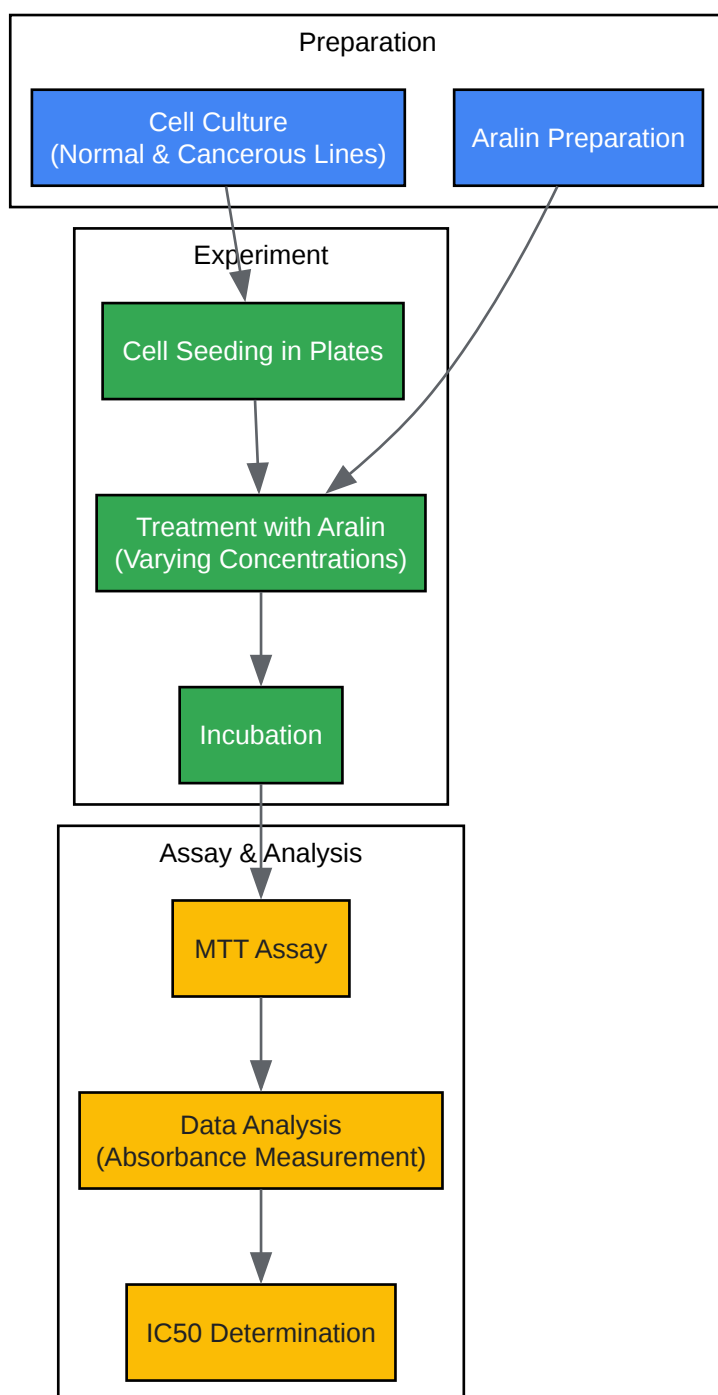 Preparation
Cell Culture
(Normal & Cancerous Lines)
Aralin Preparation
Experiment
Cell Seeding in Plates
Treatment with Aralin
(Varying Concentrations)
Incubation
Assay & Analysis
MTT Assay
Data Analysis
(Absorbance Measurement)
IC50 Determination